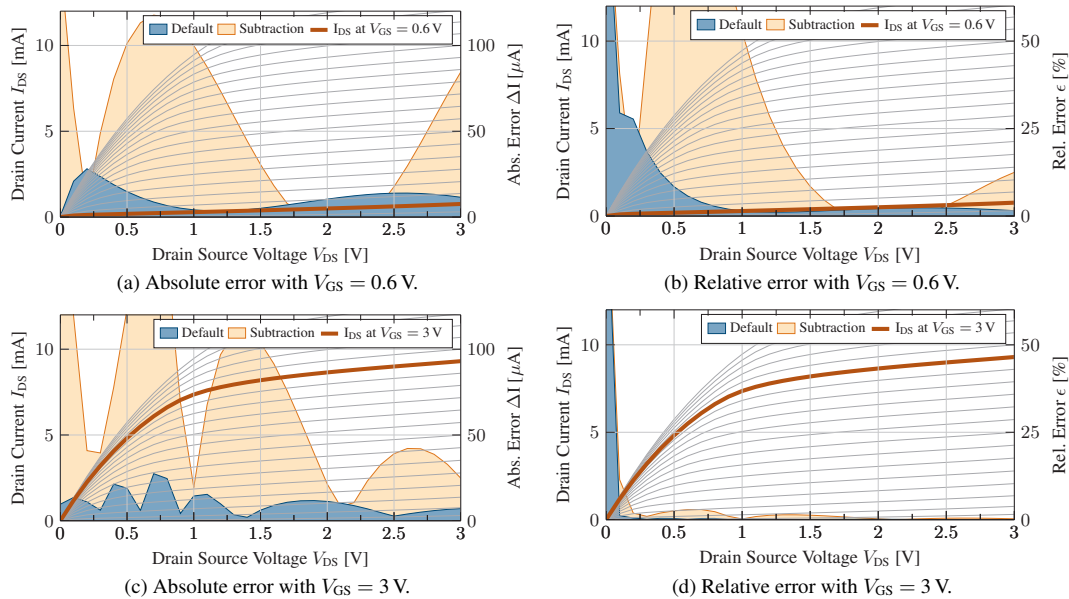 Default Subtraction I_DS at V_GS = 0.6 V
10
5
0
Drain Current I_DS [mA]
100
50
0
Abs. Error ΔI [μA]
0 0.5 1 1.5 2 2.5 3
Drain Source Voltage V_DS [V]
(a) Absolute error with V_GS = 0.6 V.
Default Subtraction I_DS at V_GS = 0.6 V
10
5
0
Drain Current I_DS [mA]
50
25
0
Rel. Error ϵ [%]
0 0.5 1 1.5 2 2.5 3
Drain Source Voltage V_DS [V]
(b) Relative error with V_GS = 0.6 V.
Default Subtraction I_DS at V_GS = 3 V
10
5
0
Drain Current I_DS [mA]
100
50
0
Abs. Error ΔI [μA]
0 0.5 1 1.5 2 2.5 3
Drain Source Voltage V_DS [V]
(c) Absolute error with V_GS = 3 V.
Default Subtraction I_DS at V_GS = 3 V
10
5
0
Drain Current I_DS [mA]
50
25
0
Rel. Error ϵ [%]
0 0.5 1 1.5 2 2.5 3
Drain Source Voltage V_DS [V]
(d) Relative error with V_GS = 3 V.